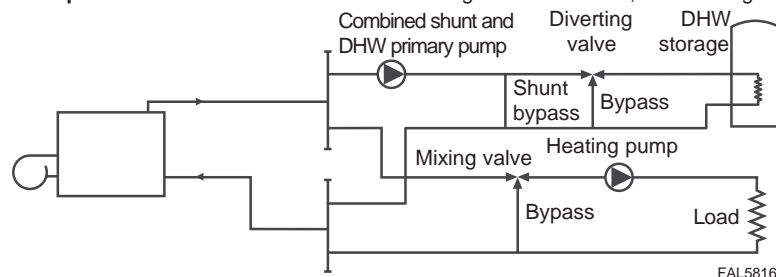 Combined shunt and
DHW primary pump
Diverting
valve
DHW
storage
Shunt
bypass
Bypass
Mixing valve
Heating pump
Bypass
Load
FAL5816